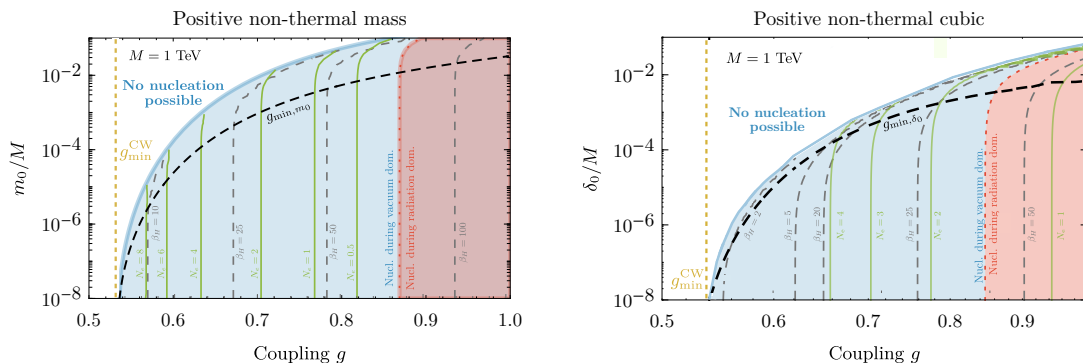 Positive non-thermal mass
M = 1 TeV
No nucleation
possible
g_min^CW
g_min,m₀
N_e = 8
β_H = 10
N_e = 6
N_e = 4
β_H = 25
N_e = 2
N_e = 1
β_H = 50
N_e = 0.5
Nucl. during vacuum dom.
Nucl. during radiation dom.
β_H = 100
m₀/M
10⁻²
10⁻⁴
10⁻⁶
10⁻⁸
0.5 0.6 0.7 0.8 0.9 1.0
Coupling g
Positive non-thermal cubic
M = 1 TeV
No nucleation
possible
g_min,δ₀
g_min^CW
β_H = 2
β_H = 5
β_H = 20
N_e = 4
N_e = 3
β_H = 25
N_e = 2
Nucl. during vacuum dom.
Nucl. during radiation dom.
β_H = 50
N_e = 1
δ₀/M
10⁻²
10⁻⁴
10⁻⁶
10⁻⁸
0.5 0.6 0.7 0.8 0.9
Coupling g